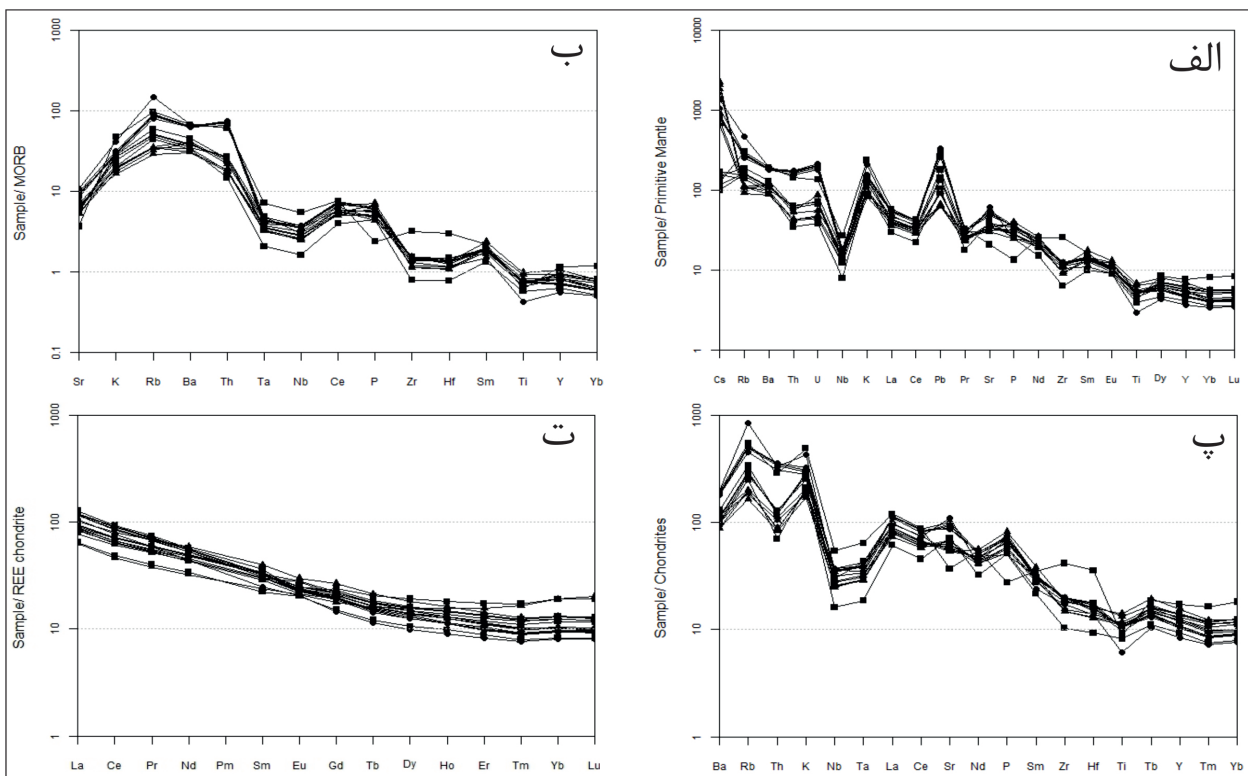 ب
1000
100
10
1
0.1
Sample/ MORB
Sr K Rb Ba Th Ta Nb Ce P Zr Hf Sm Ti Y Yb
الف
10000
1000
100
10
1
Sample/ Primitive Mantle
Cs Rb Ba Th U Nb K La Ce Pb Pr Sr P Nd Zr Sm Eu Ti Dy Y Yb Lu
ت
1000
100
10
1
Sample/ REE chondrite
La Ce Pr Nd Pm Sm Eu Gd Tb Dy Ho Er Tm Yb Lu
پ
1000
100
10
1
Sample/ Chondrites
Ba Rb Th K Nb Ta La Ce Sr Nd P Sm Zr Hf Ti Tb Y Tm Yb